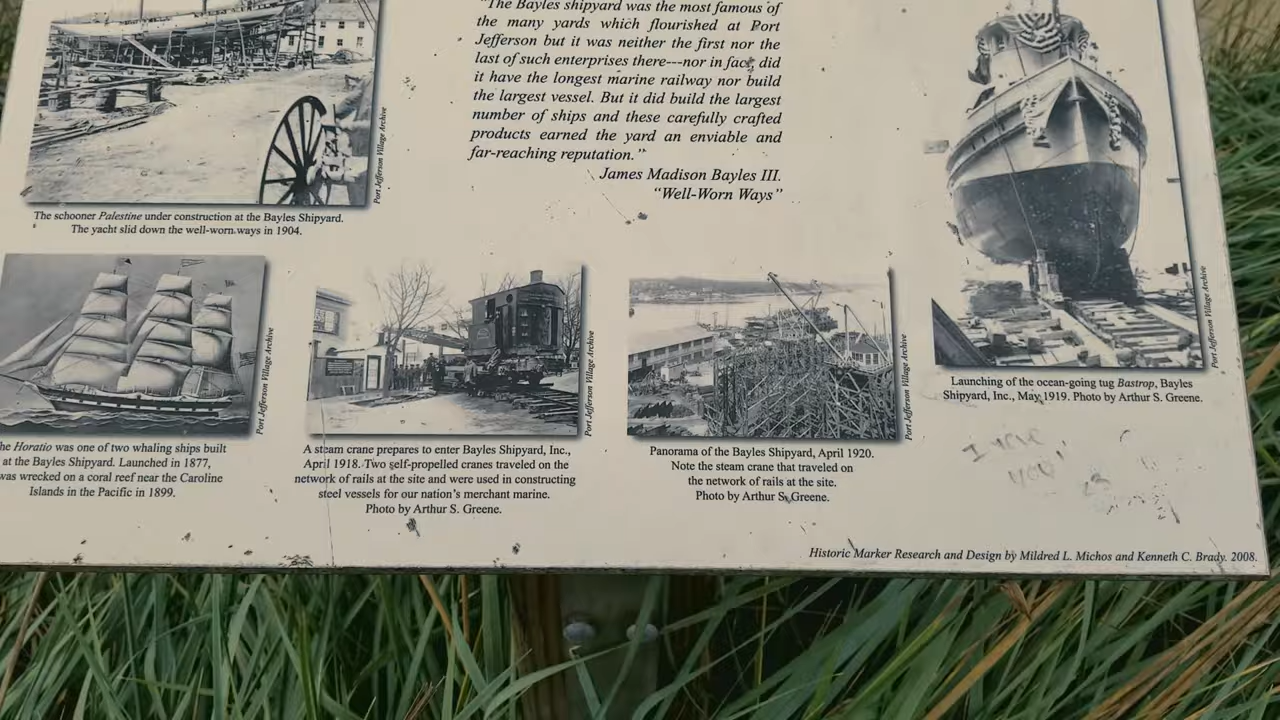 "The Bayles shipyard was the most famous of
the many yards which flourished at Port
Jefferson but it was neither the first nor the
last of such enterprises there---nor in fact did
it have the longest marine railway nor build
the largest vessel. But it did build the largest
number of ships and these carefully crafted
products earned the yard an enviable and
far-reaching reputation."
James Madison Bayles III.
"Well-Worn Ways"
Port Jefferson Village Archive
The schooner Palestine under construction at the Bayles Shipyard.
The yacht slid down the well-worn ways in 1904.
Port Jefferson Village Archive
he Horatio was one of two whaling ships built
at the Bayles Shipyard. Launched in 1877,
was wrecked on a coral reef near the Caroline
Islands in the Pacific in 1899.
Port Jefferson Village Archive
A steam crane prepares to enter Bayles Shipyard, Inc.,
April 1918. Two self-propelled cranes traveled on the
network of rails at the site and were used in constructing
steel vessels for our nation's merchant marine.
Photo by Arthur S. Greene.
Port Jefferson Village Archive
Panorama of the Bayles Shipyard, April 1920.
Note the steam crane that traveled on
the network of rails at the site.
Photo by Arthur S. Greene.
Port Jefferson Village Archive
Launching of the ocean-going tug Bastrop, Bayles
Shipyard, Inc., May 1919. Photo by Arthur S. Greene.
Historic Marker Research and Design by Mildred L. Michos and Kenneth C. Brady. 2008.